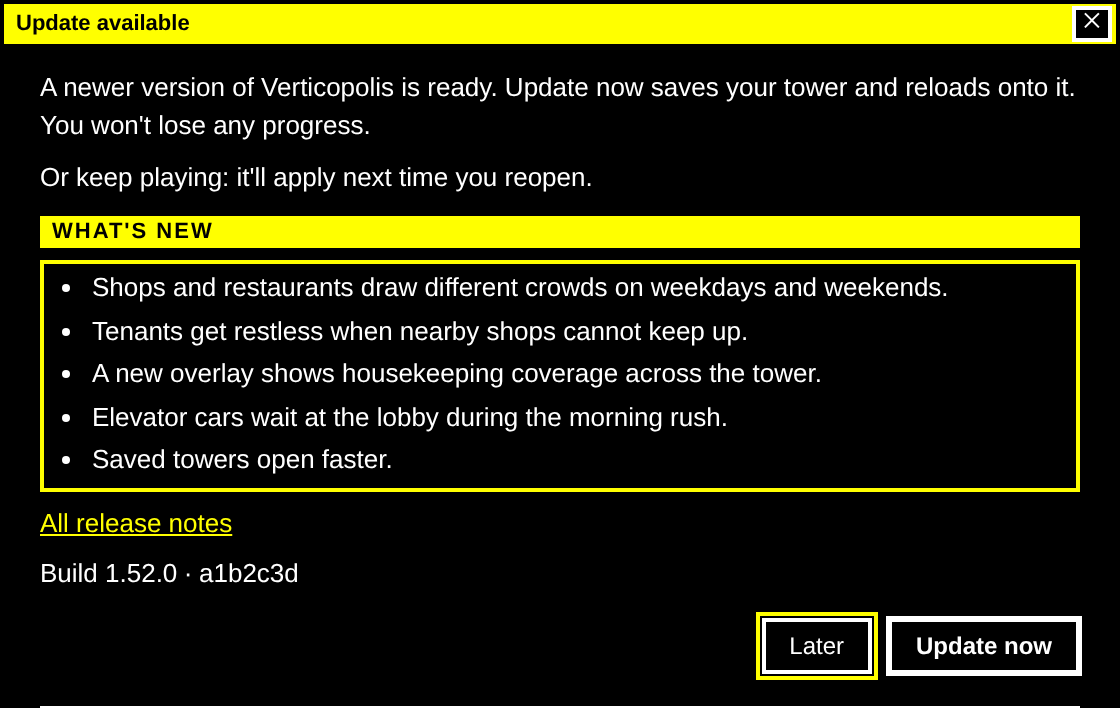 Update available
A newer version of Verticopolis is ready. Update now saves your tower and reloads onto it.
You won't lose any progress.
Or keep playing: it'll apply next time you reopen.
WHAT'S NEW
Shops and restaurants draw different crowds on weekdays and weekends.
Tenants get restless when nearby shops cannot keep up.
A new overlay shows housekeeping coverage across the tower.
Elevator cars wait at the lobby during the morning rush.
Saved towers open faster.
All release notes
Build 1.52.0 · a1b2c3d
Later
Update now